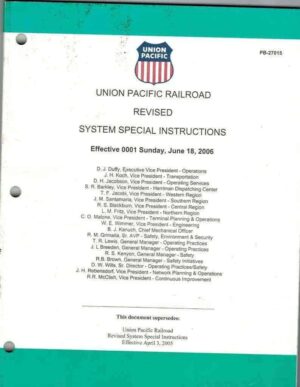 UNION
PACIFIC
PB-27015
UNION PACIFIC RAILROAD
REVISED
SYSTEM SPECIAL INSTRUCTIONS
Effective 0001 Sunday, June 18, 2006
D. J. Duffy, Executive Vice President - Operations
J. H. Koch, Vice President - Transportation
D. H. Jacobson, Vice President - Operating Services
S. R. Barkley, Vice President - Harriman Dispatching Center
T. F. Jacobi, Vice President - Western Region
J. M. Santamaria, Vice President - Southern Region
R. S. Blackburn, Vice President - Central Region
L. M. Fritz, Vice President - Northern Region
C. O. Malone, Vice President - Terminal Planning & Operations
W. E. Wimmer, Vice President - Engineering
B. J. Keruch, Chief Mechanical Officer
R. M. Grimaila, Sr. AVP - Safety, Environment & Security
T. R. Lewis, General Manager - Operating Practices
J. L. Breeden, General Manager - Operating Practices
R. S. Kenyon, General Manager - Safety
R.B. Brown, General Manager - Safety Initiatives
D. W. Wills, Sr. Director - Operating Practices/Safety
J. H. Rebensdorf, Vice President - Network Planning & Operations
R.R. McClish, Vice President - Continuous Improvement
This document supersedes:
Union Pacific Railroad
Revised System Special Instructions
Effective April 3, 2005